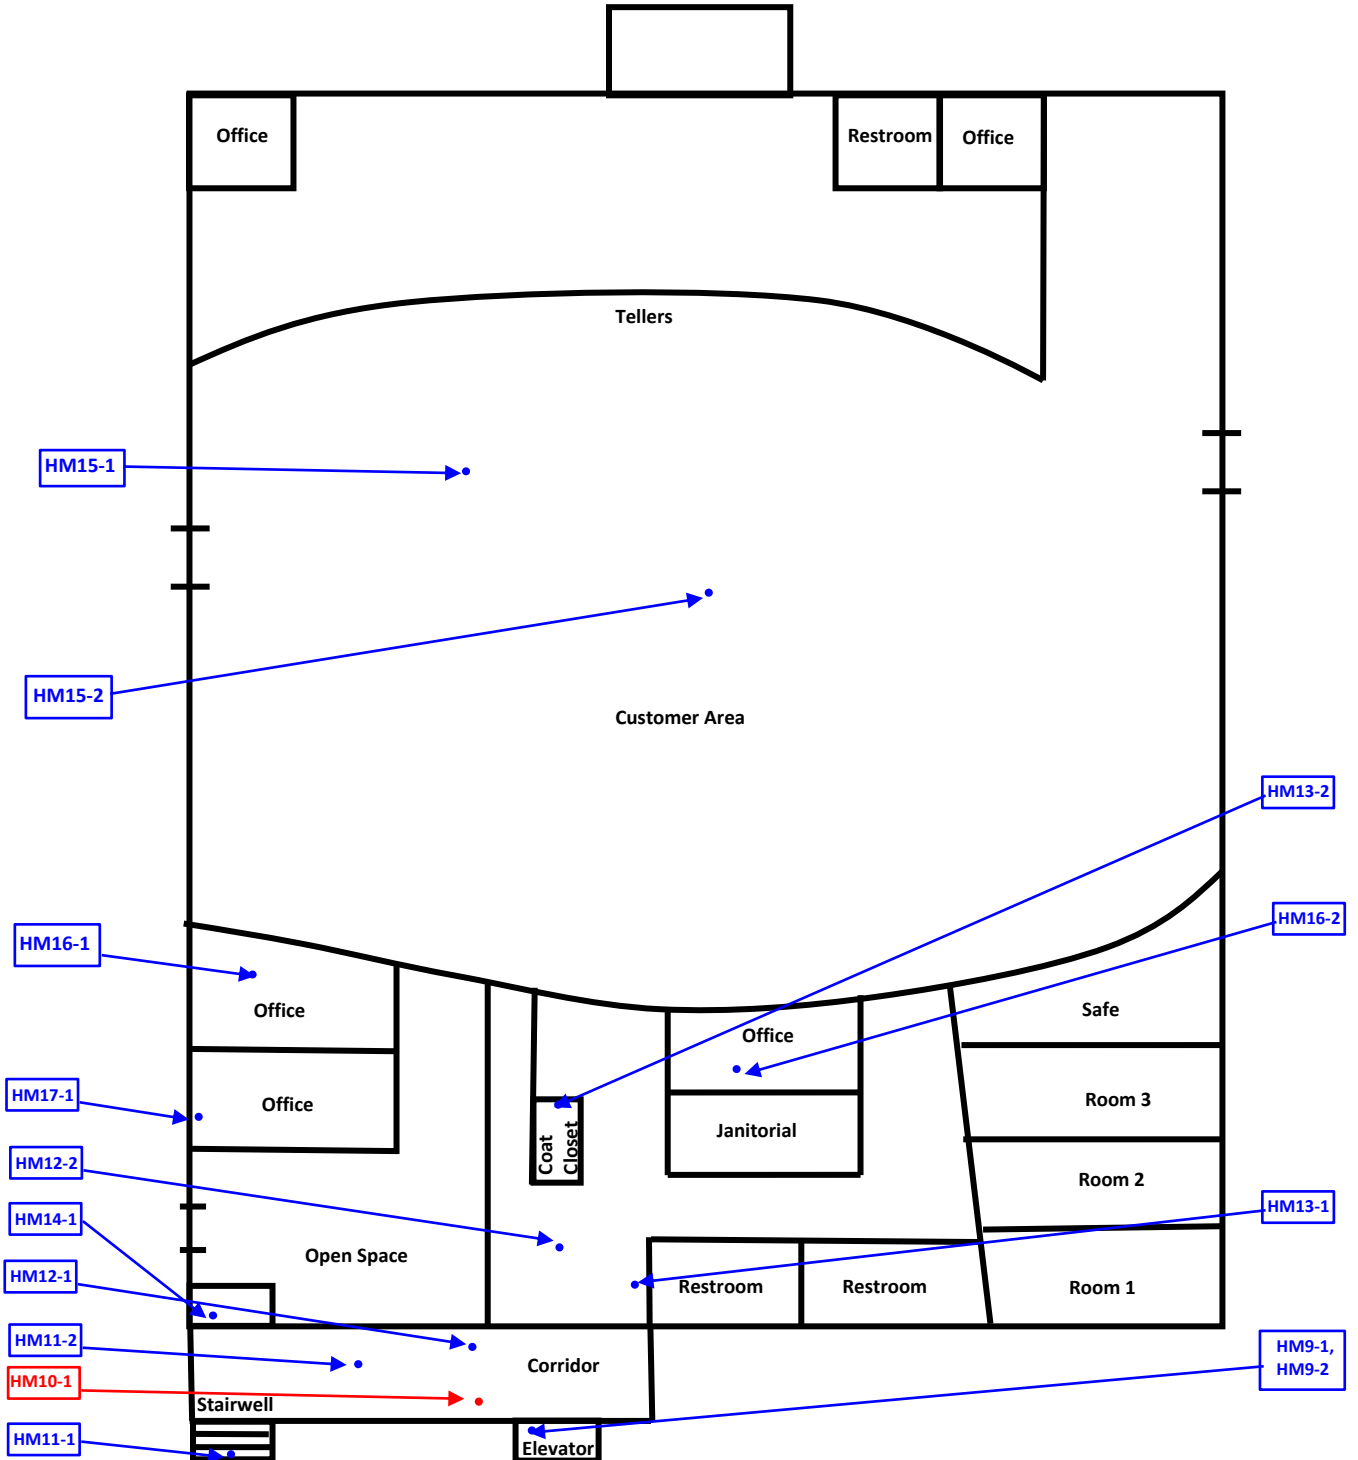 Office
Restroom
Office
Tellers
HM15-1
HM15-2
Customer Area
HM13-2
HM16-2
HM16-1
Office
Safe
Office
HM17-1
Office
Room 3
Coat
Closet
Janitorial
HM12-2
Room 2
HM14-1
HM13-1
Open Space
HM12-1
Restroom
Restroom
Room 1
HM11-2
Corridor
HM9-1,
HM9-2
HM10-1
Stairwell
HM11-1
Elevator